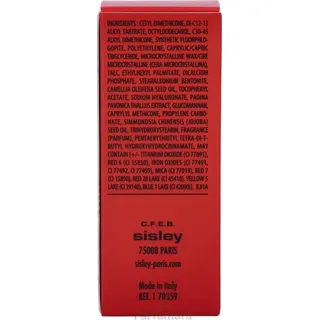 INGREDIENTS: CETYL DIMETHICONE, DI-C12-13
ALKYL TARTRATE, OCTYLDODECANOL, C30-45
ALKYL DIMETHICONE, SYNTHETIC FLUORPHLO-
GOPITE, POLYETHYLENE, CAPRYLIC/CAPRIC
TRIGLYCERIDE, MICROCRYSTALLINE WAX/CIRE
MICROCRISTALLINE (CERA MICROCRISTALLINA),
TALC, ETHYLHEXYL PALMITATE, DICALCIUM
PHOSPHATE, STEARALKONIUM BENTONITE,
CAMELLIA OLEIFERA SEED OIL, TOCOPHERYL
ACETATE, SODIUM HYALURONATE, PADINA
PAVONICA THALLUS EXTRACT, GLUCOMANNAN,
CAPRYLYL METHICONE, PROPYLENE CARBO-
NATE, SIMMONDSIA CHINENSIS (JOJOBA)
SEED OIL, TRIHYDROXYSTEARIN, FRAGRANCE
(PARFUM), PENTAERYTHRITYL TETRA-DI-T-
BUTYL HYDROXYHYDROCINNAMATE, MAY
CONTAIN (+/- TITANIUM DIOXIDE (CI 77891),
RED 6 (CI 15850), IRON OXIDES (CI 77491,
CI 77492, CI 77499), MICA (CI 77019), RED 7
(CI 15850), RED 28 LAKE (CI 45410), YELLOW 5
LAKE (CI 19140), BLUE 1 LAKE (CI 42090).
C.F.E.B.
sisley
75008 PARIS
sisley-paris.com
Made in Italy
REF. 170359
Parfumora